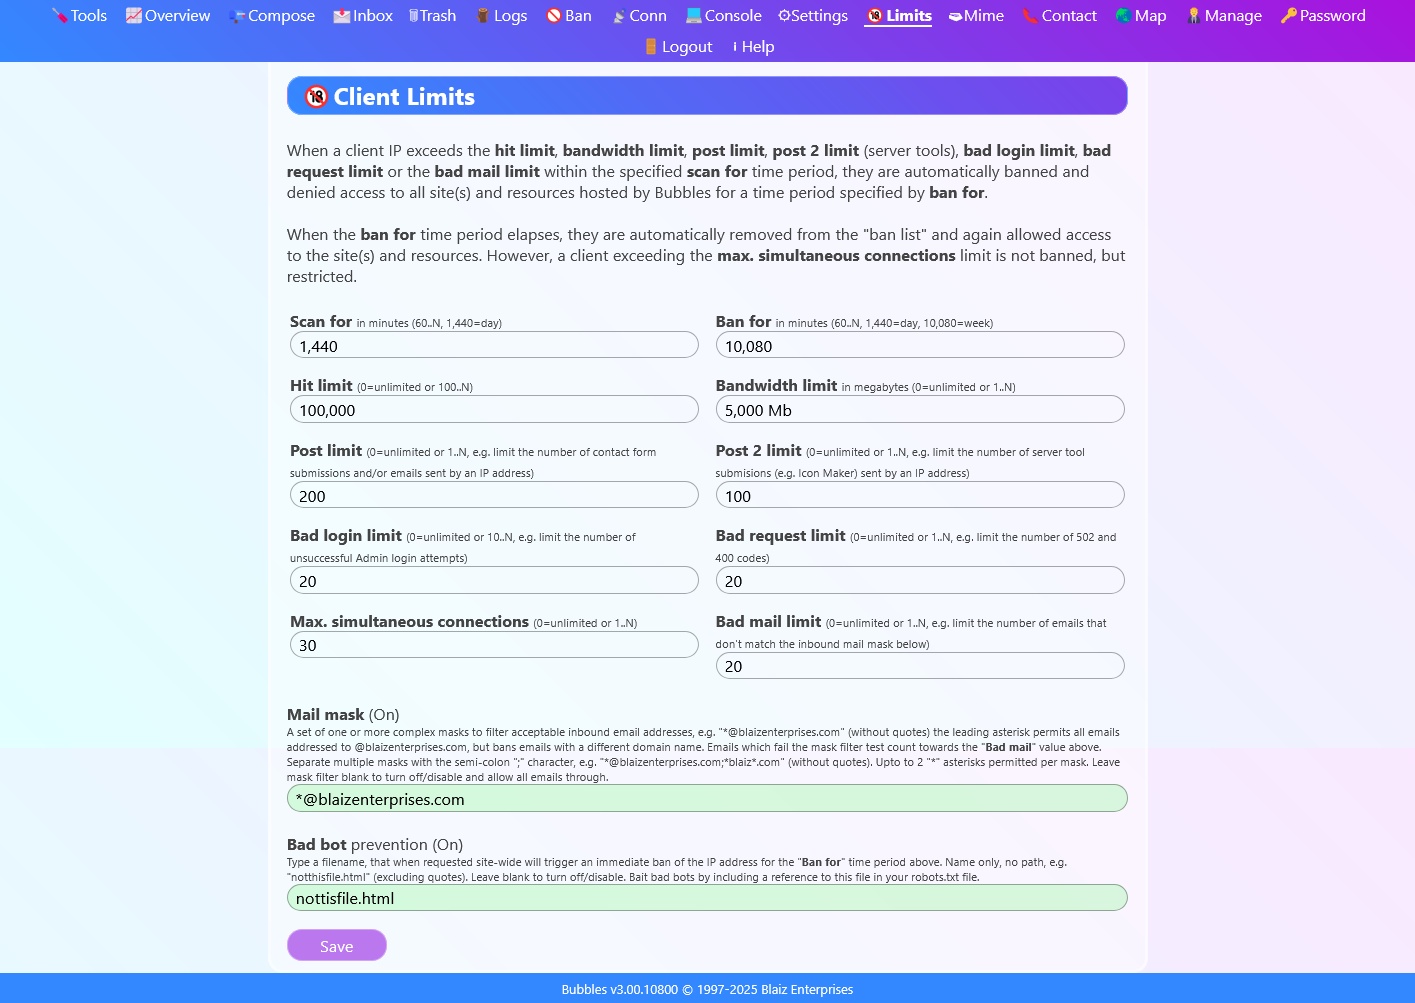 Tools Overview Compose Inbox Trash Logs Ban Conn Console Settings Limits Mime Contact Map Manage Password
Logout Help
Client Limits
When a client IP exceeds the hit limit, bandwidth limit, post limit, post 2 limit (server tools), bad login limit, bad
request limit or the bad mail limit within the specified scan for time period, they are automatically banned and
denied access to all site(s) and resources hosted by Bubbles for a time period specified by ban for.
When the ban for time period elapses, they are automatically removed from the "ban list" and again allowed access
to the site(s) and resources. However, a client exceeding the max. simultaneous connections limit is not banned, but
restricted.
Scan for in minutes (60..N, 1,440=day)
1,440
Ban for in minutes (60..N, 1,440=day, 10,080=week)
10,080
Hit limit (0=unlimited or 100..N)
100,000
Bandwidth limit in megabytes (0=unlimited or 1..N)
5,000 Mb
Post limit (0=unlimited or 1..N, e.g. limit the number of contact form
submissions and/or emails sent by an IP address)
200
Post 2 limit (0=unlimited or 1..N, e.g. limit the number of server tool
submisions (e.g. Icon Maker) sent by an IP address)
100
Bad login limit (0=unlimited or 10..N, e.g. limit the number of
unsuccessful Admin login attempts)
20
Bad request limit (0=unlimited or 1..N, e.g. limit the number of 502 and
400 codes)
20
Max. simultaneous connections (0=unlimited or 1..N)
30
Bad mail limit (0=unlimited or 1..N, e.g. limit the number of emails that
don't match the inbound mail mask below)
20
Mail mask (On)
A set of one or more complex masks to filter acceptable inbound email addresses, e.g. "*@blaizenterprises.com" (without quotes) the leading asterisk permits all emails
addressed to @blaizenterprises.com, but bans emails with a different domain name. Emails which fail the mask filter test count towards the "Bad mail" value above.
Separate multiple masks with the semi-colon ";" character, e.g. "*@blaizenterprises.com;*blaiz*.com" (without quotes). Upto to 2 "*" asterisks permitted per mask. Leave
mask filter blank to turn off/disable and allow all emails through.
*@blaizenterprises.com
Bad bot prevention (On)
Type a filename, that when requested site-wide will trigger an immediate ban of the IP address for the "Ban for" time period above. Name only, no path, e.g.
"notthisfile.html" (excluding quotes). Leave blank to turn off/disable. Bait bad bots by including a reference to this file in your robots.txt file.
nottisfile.html
Save
Bubbles v3.00.10800 © 1997-2025 Blaiz Enterprises